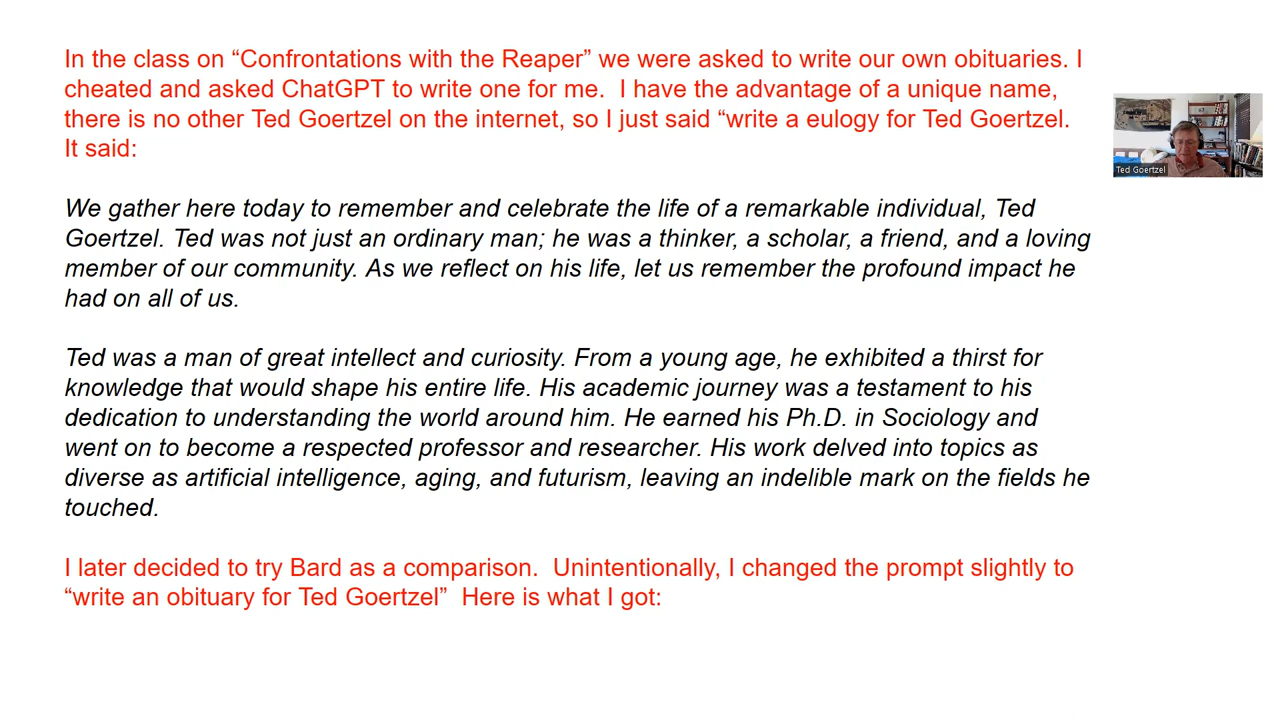 In the class on “Confrontations with the Reaper” we were asked to write our own obituaries. I
cheated and asked ChatGPT to write one for me.  I have the advantage of a unique name,
there is no other Ted Goertzel on the internet, so I just said “write a eulogy for Ted Goertzel.
It said:
We gather here today to remember and celebrate the life of a remarkable individual, Ted
Goertzel. Ted was not just an ordinary man; he was a thinker, a scholar, a friend, and a loving
member of our community. As we reflect on his life, let us remember the profound impact he
had on all of us.
Ted was a man of great intellect and curiosity. From a young age, he exhibited a thirst for
knowledge that would shape his entire life. His academic journey was a testament to his
dedication to understanding the world around him. He earned his Ph.D. in Sociology and
went on to become a respected professor and researcher. His work delved into topics as
diverse as artificial intelligence, aging, and futurism, leaving an indelible mark on the fields he
touched.
I later decided to try Bard as a comparison.  Unintentionally, I changed the prompt slightly to
“write an obituary for Ted Goertzel”  Here is what I got:
Ted Goertzel